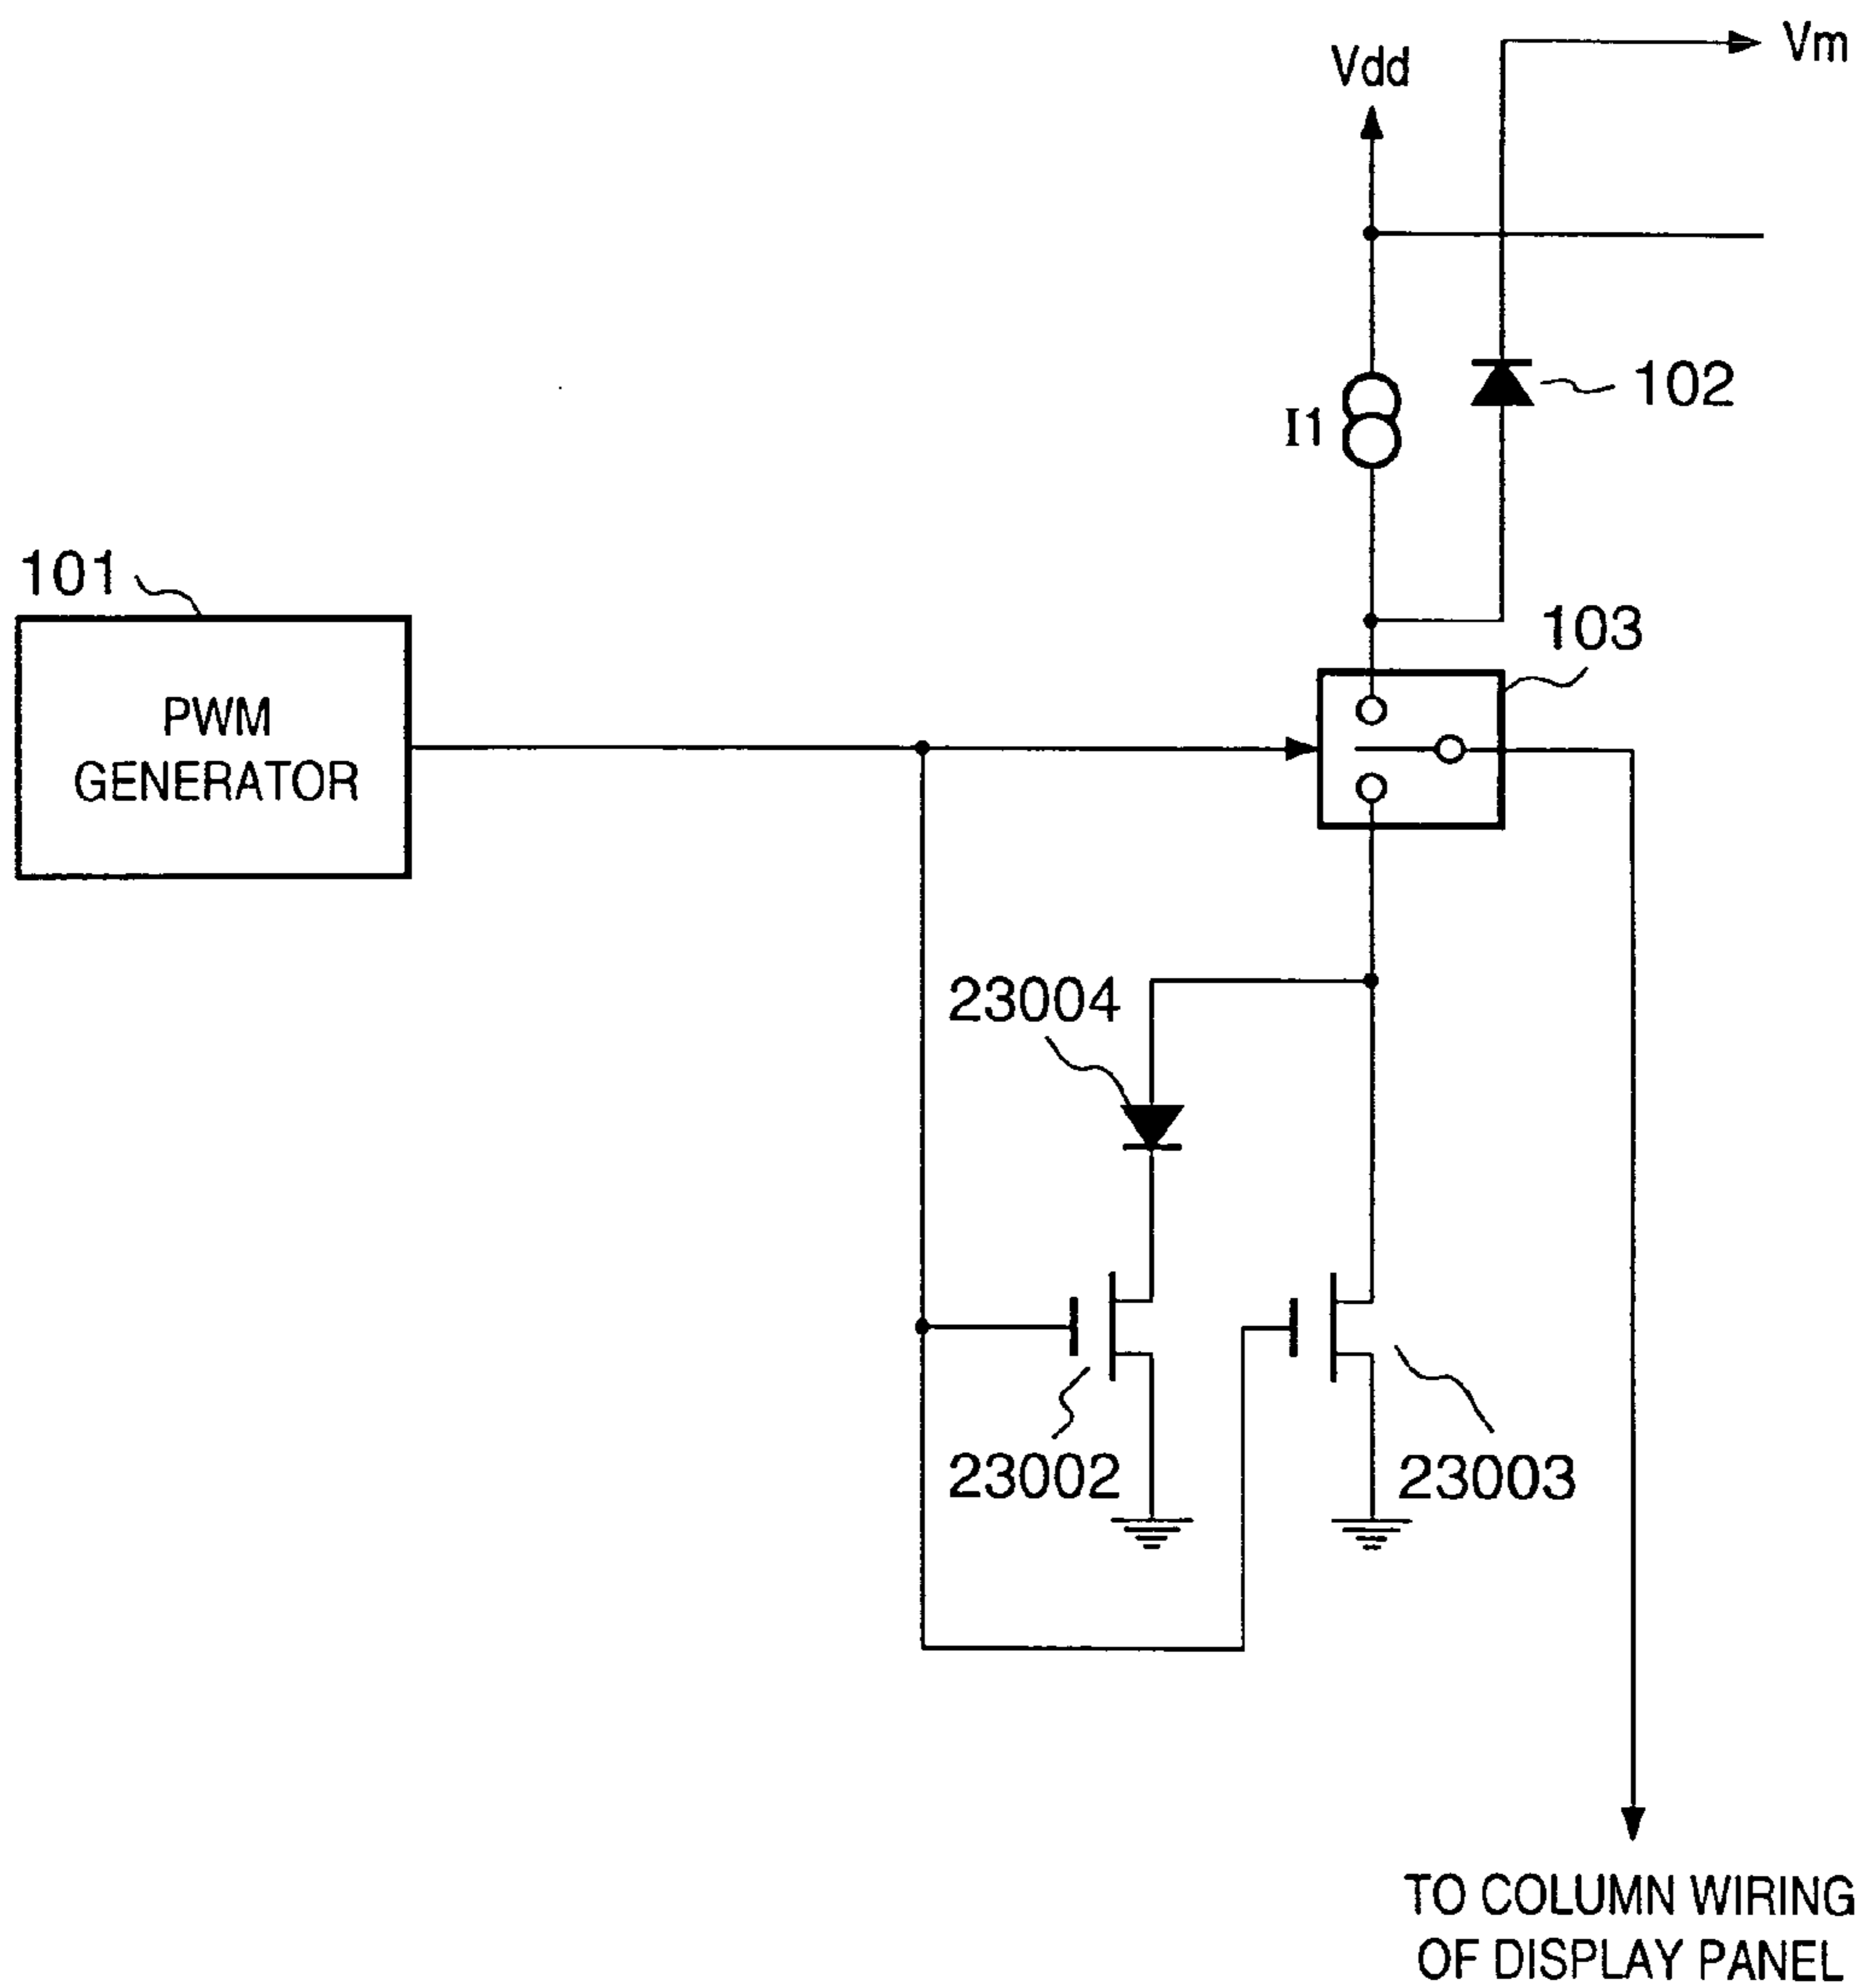 Vm
Vdd
102
I1
101
103
PWM
GENERATOR
23004
23002
23003
TO COLUMN WIRING
OF DISPLAY PANEL